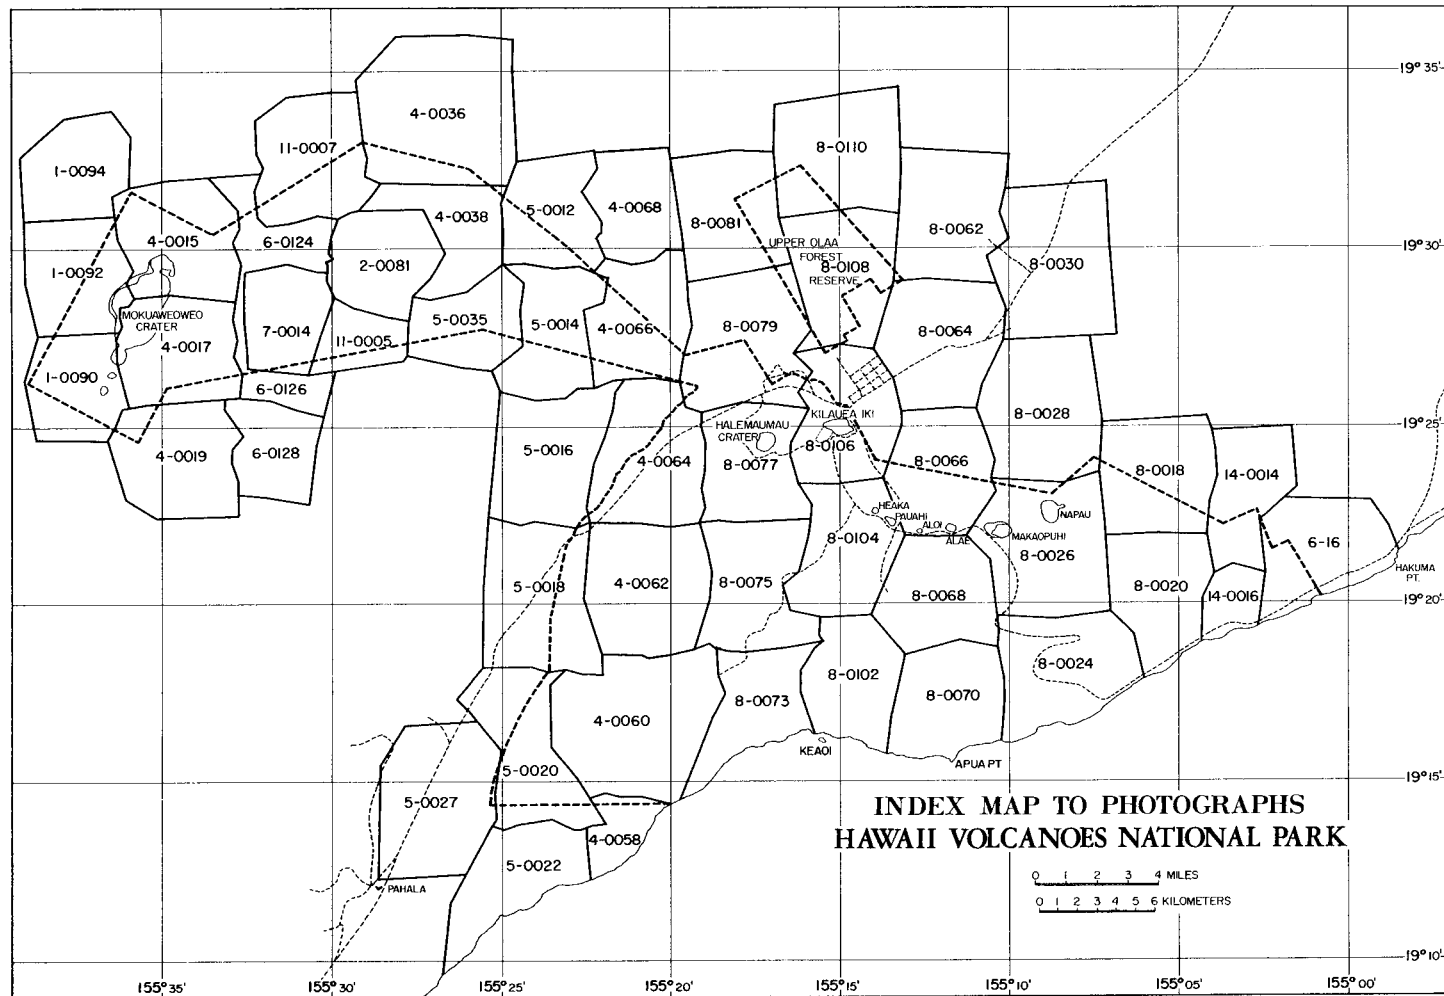 19° 35'
4-0036
11-0007
8-0110
1-0094
5-0012
4-0068
4-0038
8-0081
8-0062
4-0015
6-0124
UPPER OLAA
FOREST
8-0108
RESERVE
8-0030
19° 30'
1-0092
2-0081
MOKUAWEOWEO
CRATER
7-0014
11-0005
5-0035
5-0014
4-0066
8-0079
8-0064
4-0017
1-0090
6-0126
19° 25'
HALEMAUMAU
CRATER
KILAUEA IKI
8-0106
8-0028
4-0019
6-0128
5-0016
4-0064
8-0077
8-0066
8-0018
14-0014
HEAKA
PAUAHI
ALOI
ALAE
MAKAOPUHI
NAPAU
8-0104
8-0026
6-16
HAKUMA
PT.
19° 20'
5-0018
4-0062
8-0075
8-0068
8-0020
14-0016
8-0102
8-0024
8-0073
8-0070
4-0060
KEAOI
APUA PT
19° 15'
5-0020
5-0027
4-0058
5-0022
PAHALA
INDEX MAP TO PHOTOGRAPHS
HAWAII VOLCANOES NATIONAL PARK
0 1 2 3 4 MILES
0 1 2 3 4 5 6 KILOMETERS
19° 10'
155° 35' 155° 30' 155° 25' 155° 20' 155° 15' 155° 10' 155° 05' 155° 00'